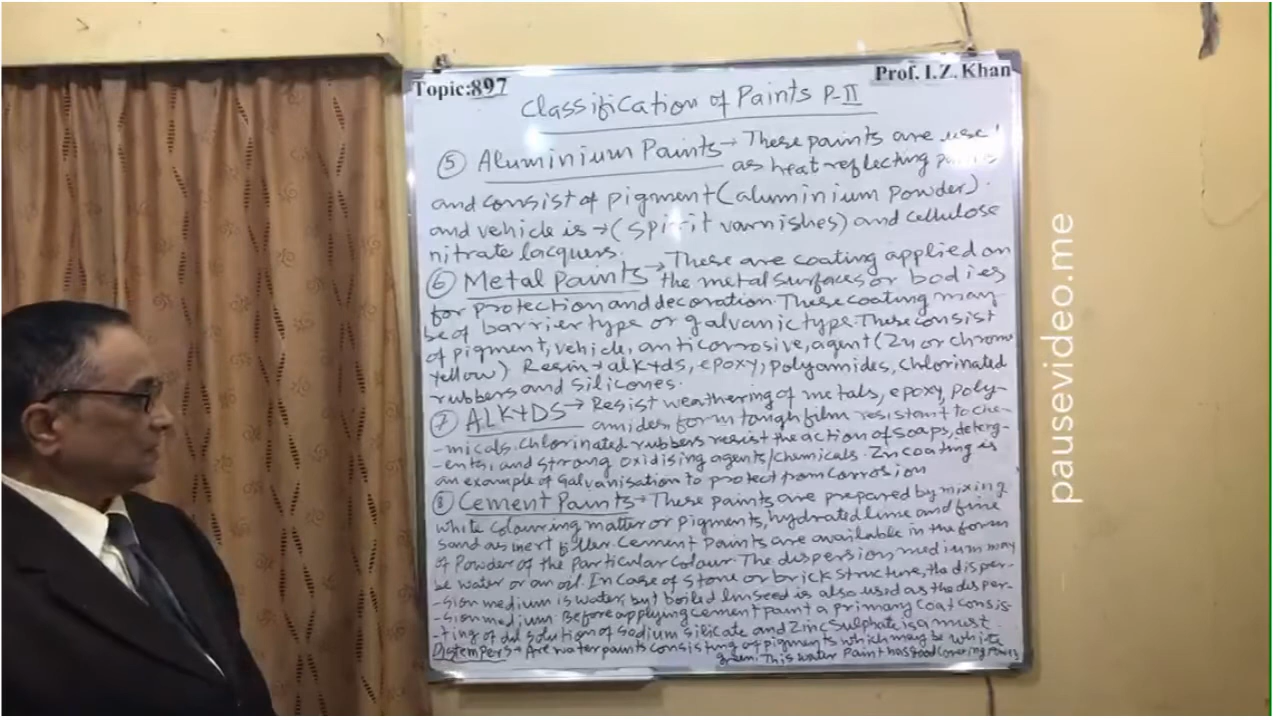 Topic:897
Prof. I.Z. Khan
Classification of Paints P-II
⑤ Aluminium Paints → These paints are use
as heat reflecting
and consist of pigment (aluminium powder).
and vehicle is → (Spirit varnishes) and cellulose
nitrate lacquers.
⑥ Metal Paints → These are coating applied on
the metal surfaces or bodies
for protection and decoration. These coating may
be of barrier type or galvanic type. These consist
of pigment, vehicle, anticorrosive, agent (Zn or chrome
yellow) Resin → alkyds, epoxy, polyamides, chlorinated
rubbers and silicones.
⑦ ALKYDS → Resist weathering of metals, epoxy, poly-
amides form tough film resistant to che-
-micals. Chlorinated rubbers resist the action of soaps, deterg-
-ents, and strong oxidising agents/chemicals. Zn coating is
an example of Galvanisation to protect from corrosion
⑧ Cement Paints → These paints are prepared by mixing
white colouring matter or pigments, hydrated lime and fine
sand as inert filler. Cement Paints are available in the form
of Powder of the Particular Colour. The dispersion medium may
be water or an oil. In case of stone or brick structure, the disper-
-sion medium is water, but boiled linseed is also used as the disper-
-sion medium. Before applying cement paint a primary coat consis-
-ting of dil solution of Sodium Silicate and Zinc Sulphate is a must
Distempers → Are water paints consisting of pigments which may be white
green. This water Paint has good covering Power
pausevideo.me